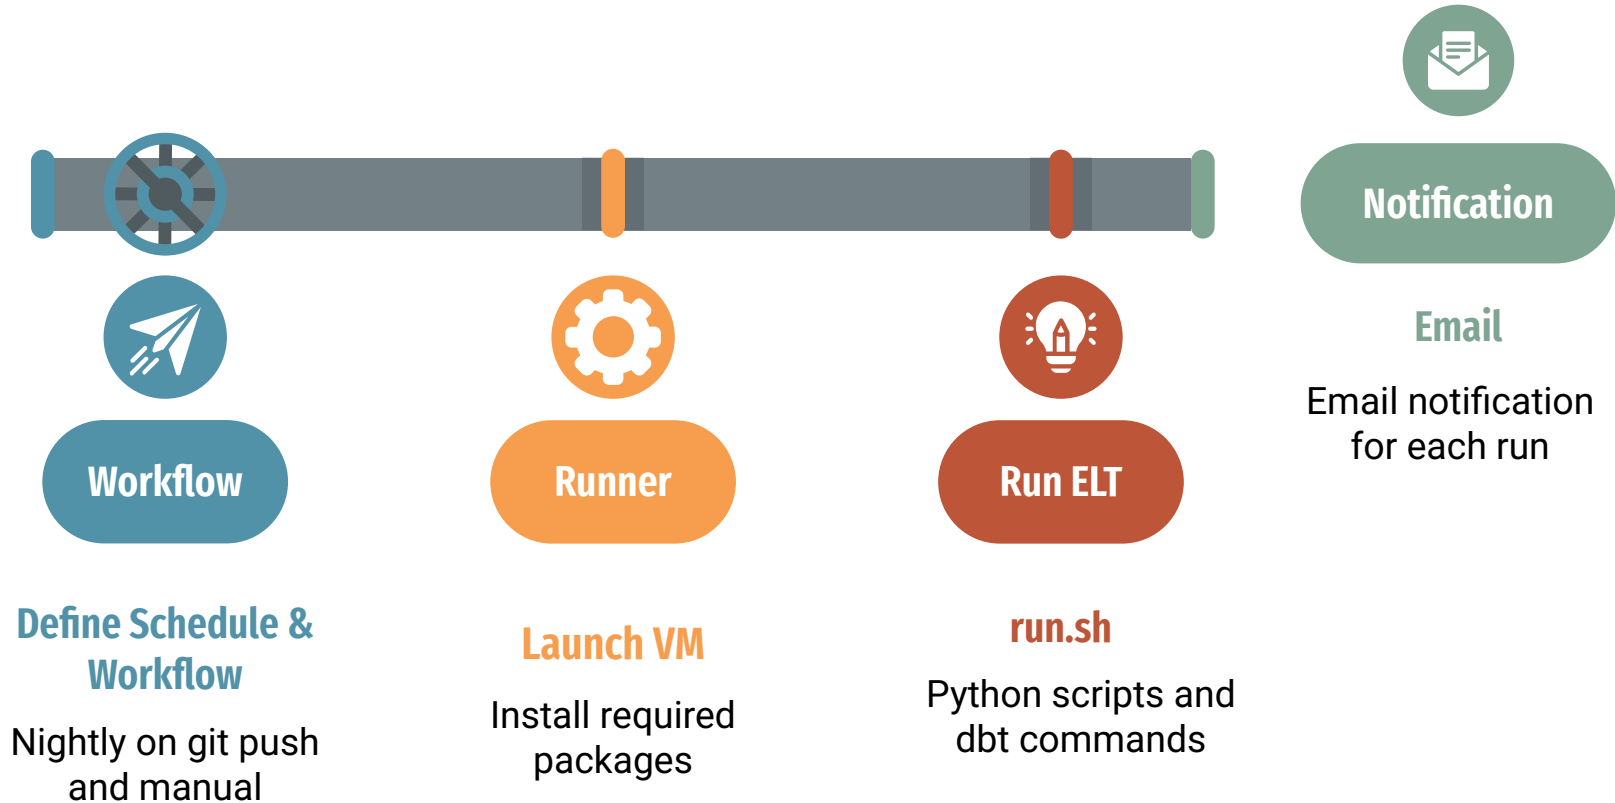 Workflow
Define Schedule &
Workflow
Nightly on git push
and manual
Runner
Launch VM
Install required
packages
Run ELT
run.sh
Python scripts and
dbt commands
Notification
Email
Email notification
for each run